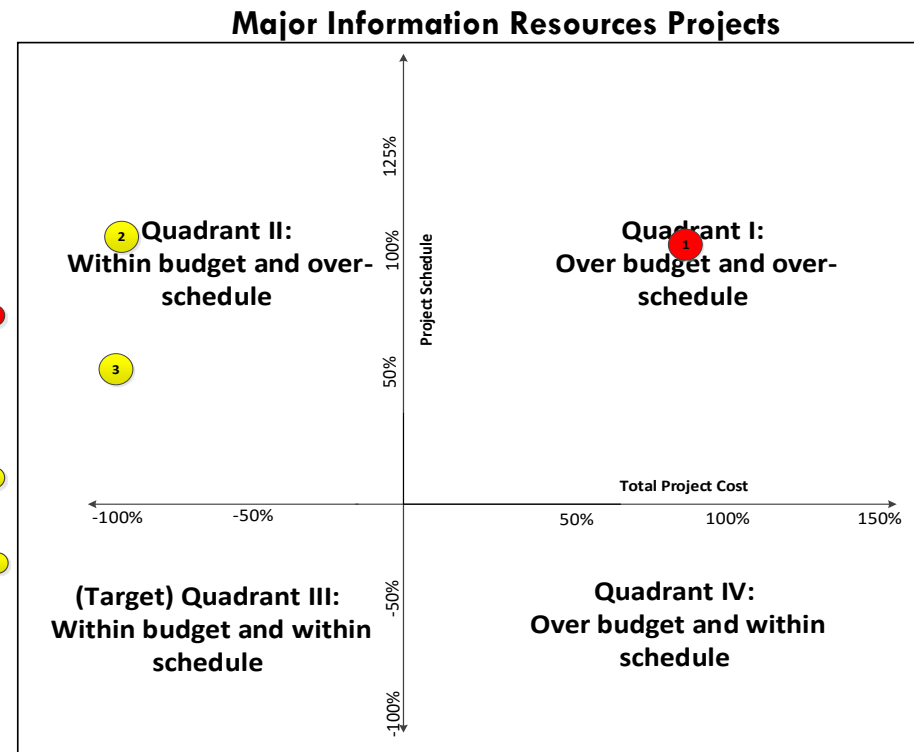 Major Information Resources Projects
125%
100%
50%
-50%
-100%
Project Schedule
2
Quadrant II:
Within budget and over-
schedule
1
Quadrant I:
Over budget and over-
schedule
3
Total Project Cost
-100%
-50%
50%
100%
150%
(Target) Quadrant III:
Within budget and within
schedule
Quadrant IV:
Over budget and within
schedule